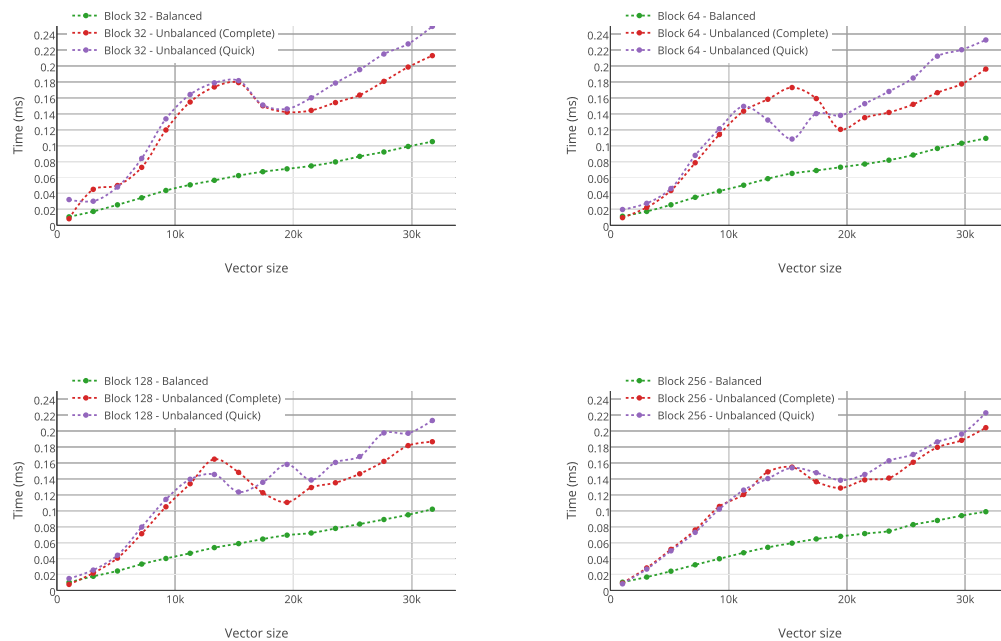 Block 32 - Balanced
Block 32 - Unbalanced (Complete)
Block 32 - Unbalanced (Quick)
0.24
0.22
0.2
0.18
0.16
0.14
0.12
0.1
0.08
0.06
0.04
0.02
0
0 10k 20k 30k
Time (ms)
Vector size
Block 64 - Balanced
Block 64 - Unbalanced (Complete)
Block 64 - Unbalanced (Quick)
0.24
0.22
0.2
0.18
0.16
0.14
0.12
0.1
0.08
0.06
0.04
0.02
0
0 10k 20k 30k
Time (ms)
Vector size
Block 128 - Balanced
Block 128 - Unbalanced (Complete)
Block 128 - Unbalanced (Quick)
0.24
0.22
0.2
0.18
0.16
0.14
0.12
0.1
0.08
0.06
0.04
0.02
0
0 10k 20k 30k
Time (ms)
Vector size
Block 256 - Balanced
Block 256 - Unbalanced (Complete)
Block 256 - Unbalanced (Quick)
0.24
0.22
0.2
0.18
0.16
0.14
0.12
0.1
0.08
0.06
0.04
0.02
0
0 10k 20k 30k
Time (ms)
Vector size